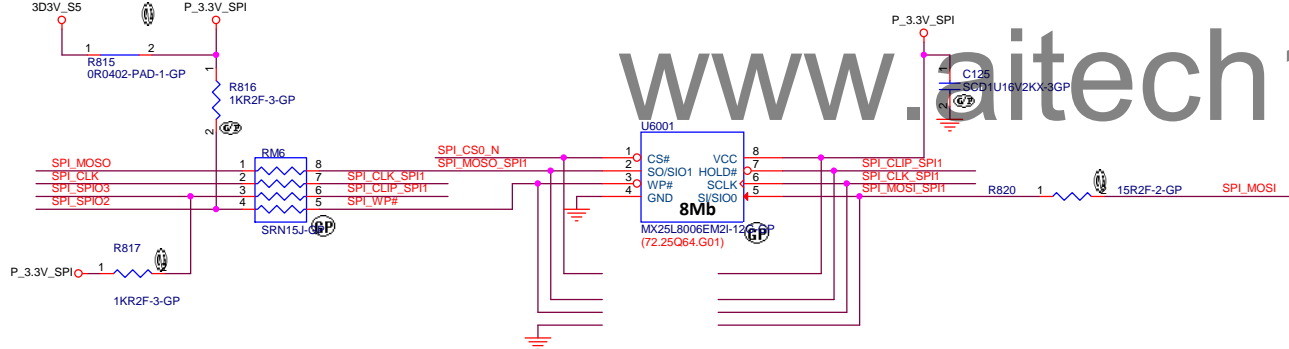 3D3V_S5
P_3.3V_SPI
P_3.3V_SPI
www.aitech1
1
2
R815
0R0402-PAD-1-GP
1
R816
1KR2F-3-GP
2
1
C125
SCD1U16V2KX-3GP
2
U6001
RM6
SPI_MOSO
1
8
SPI_CLK
2
7
SPI_CLK_SPI1
SPI_SPIO3
3
6
SPI_CLIP_SPI1
SPI_SPIO2
4
5
SPI_WP#
SRN15J-GP
GP
SPI_CS0_N
1
CS#
VCC
8
SPI_MOSO_SPI1
2
SO/SIO1
HOLD#
7
SPI_CLIP_SPI1
3
WP#
SCLK
6
SPI_CLK_SPI1
4
GND
SI/SIO0
5
SPI_MOSI_SPI1
8Mb
MX25L8006EM2I-12G-GP
GP
(72.25Q64.G01)
R820
1
15R2F-2-GP
SPI_MOSI
R817
P_3.3V_SPI
1
1KR2F-3-GP